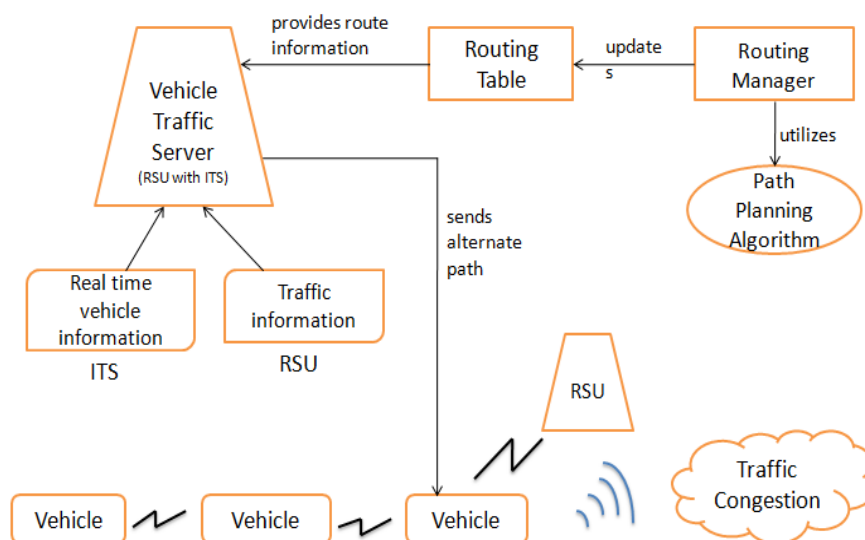 provides route
information
Routing
Table
update
s
Routing
Manager
Vehicle
Traffic
Server
(RSU with ITS)
utilizes
Path
Planning
Algorithm
sends
alternate
path
Real time
vehicle
information
ITS
Traffic
information
RSU
RSU
Traffic
Congestion
Vehicle
Vehicle
Vehicle